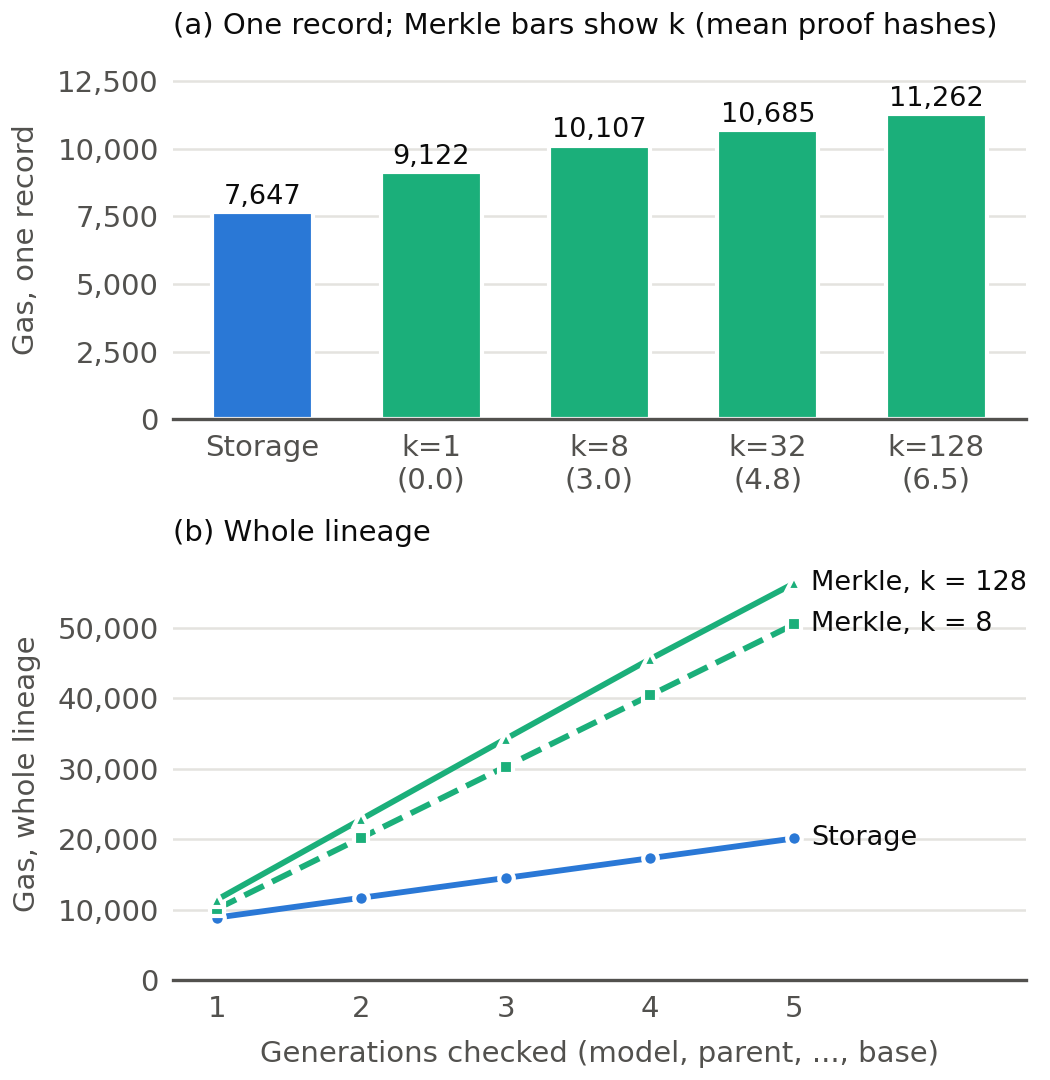 (a) One record; Merkle bars show k (mean proof hashes)
Gas, one record
12,500
10,000
7,500
5,000
2,500
0
7,647
9,122
10,107
10,685
11,262
Storage
k=1
(0.0)
k=8
(3.0)
k=32
(4.8)
k=128
(6.5)
(b) Whole lineage
Gas, whole lineage
50,000
40,000
30,000
20,000
10,000
0
Merkle, k = 128
Merkle, k = 8
Storage
1
2
3
4
5
Generations checked (model, parent, ..., base)